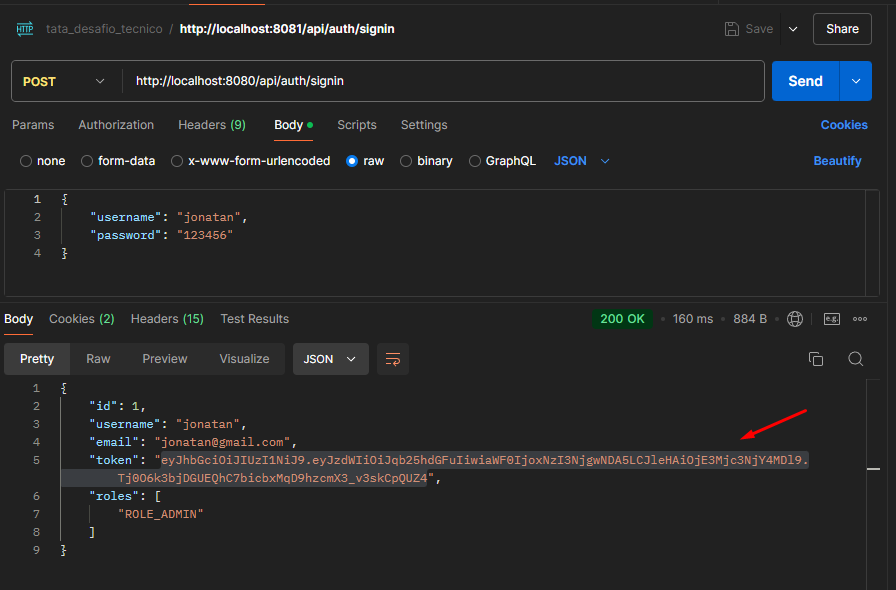 HTTP tata_desafio_tecnico / http://localhost:8081/api/auth/signin Save Share
POST http://localhost:8080/api/auth/signin Send
Params Authorization Headers (9) Body Scripts Settings Cookies
none form-data x-www-form-urlencoded raw binary GraphQL JSON Beautify
1 {
2 "username": "jonatan",
3 "password": "123456"
4 }
Body Cookies (2) Headers (15) Test Results 200 OK 160 ms 884 B e.g.
Pretty Raw Preview Visualize JSON
1 {
2 "id": 1,
3 "username": "jonatan",
4 "email": "jonatan@gmail.com",
5 "token": "eyJhbGciOiJIUzI1NiJ9.eyJzdWIiOiJqb25hdGFuIiwiaWF0IjoxNzI3NjgwNDA5LCJleHAiOjE3Mjc3NjY4MDl9.
Tj0O6k3bjDGUEQhC7bicbxMqD9hzcmX3_v3skCpQUZ4",
6 "roles": [
7 "ROLE_ADMIN"
8 ]
9 }